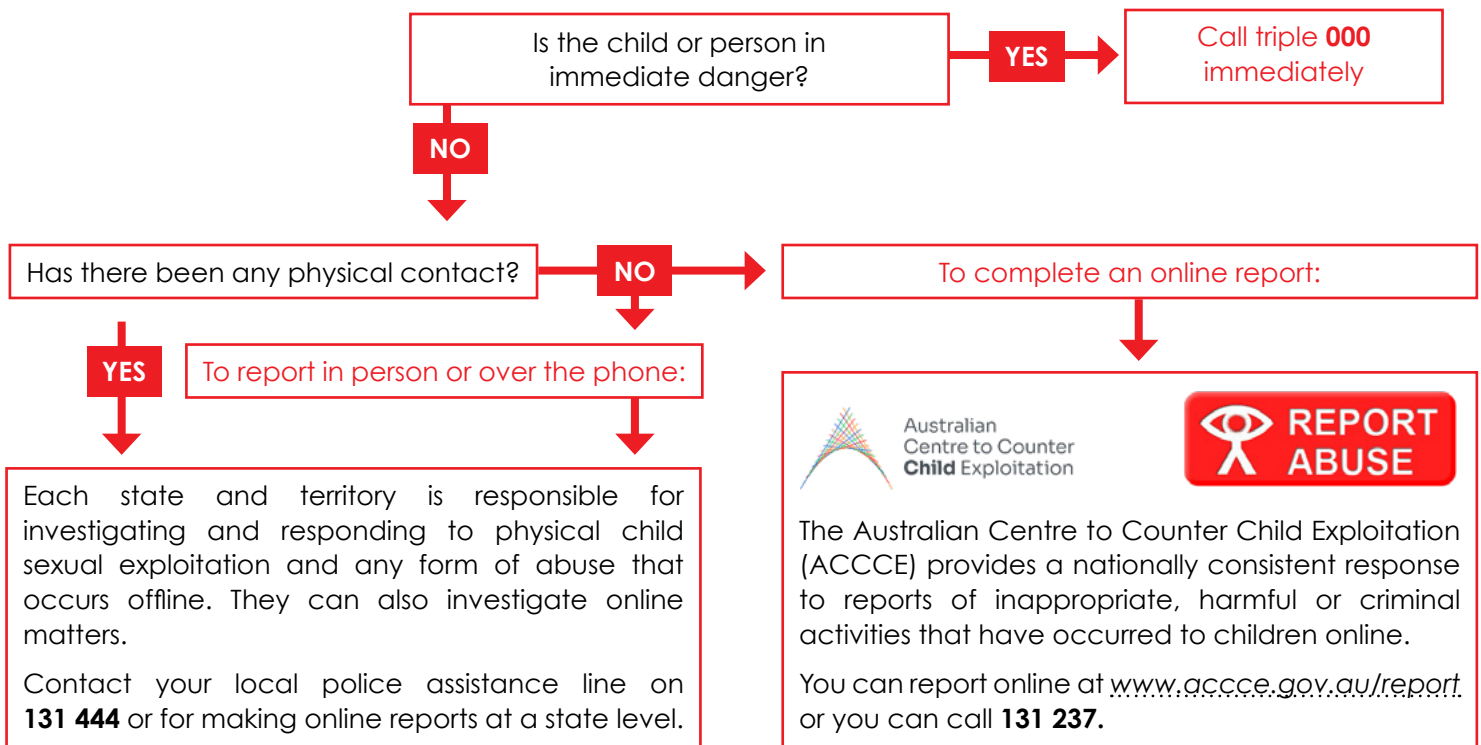 Is the child or person in
immediate danger?
YES
Call triple 000
immediately
NO
Has there been any physical contact?
NO
To complete an online report:
YES
To report in person or over the phone:
Each state and territory is responsible for
investigating and responding to physical child
sexual exploitation and any form of abuse that
occurs offline. They can also investigate online
matters.
Contact your local police assistance line on
131 444 or for making online reports at a state level.
Australian
Centre to Counter
Child Exploitation
REPORT
ABUSE
The Australian Centre to Counter Child Exploitation
(ACCCE) provides a nationally consistent response
to reports of inappropriate, harmful or criminal
activities that have occurred to children online.
You can report online at www.accce.gov.au/report
or you can call 131 237.